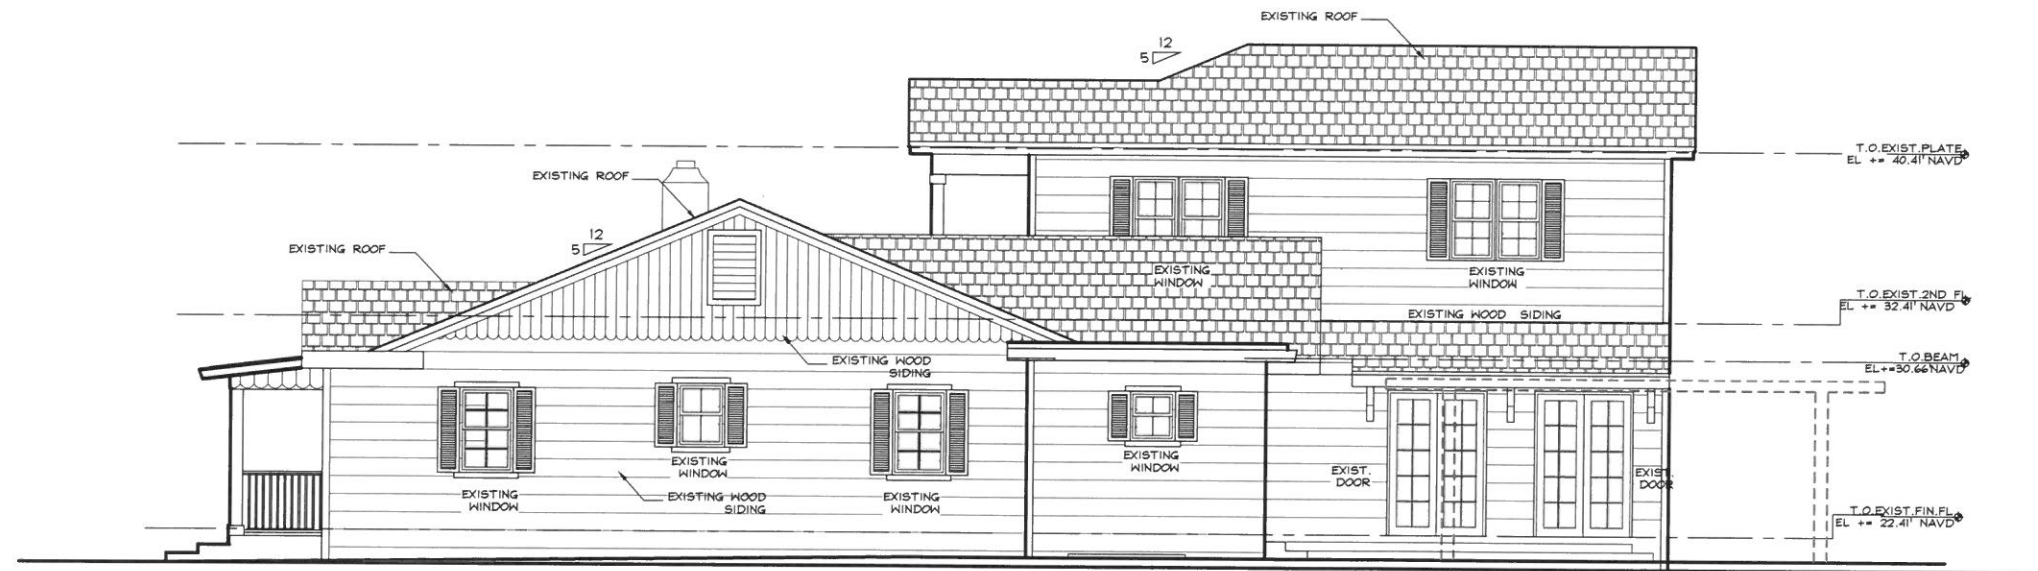 EXISTING ROOF
12
5
T.O.EXIST.PLATE
EL += 40.41' NAVD
EXISTING ROOF
12
5
EXISTING ROOF
EXISTING
WINDOW
EXISTING
WINDOW
T.O.EXIST.2ND FL
EL += 32.41' NAVD
EXISTING WOOD SIDING
EXISTING WOOD
SIDING
T.O.BEAM
EL+=30.66'NAVD
EXISTING
WINDOW
EXISTING
WINDOW
EXIST.
DOOR
EXIST.
DOOR
EXISTING
WINDOW
EXISTING WOOD
SIDING
EXISTING
WINDOW
T.O.EXIST.FIN.FL.
EL += 22.41' NAVD